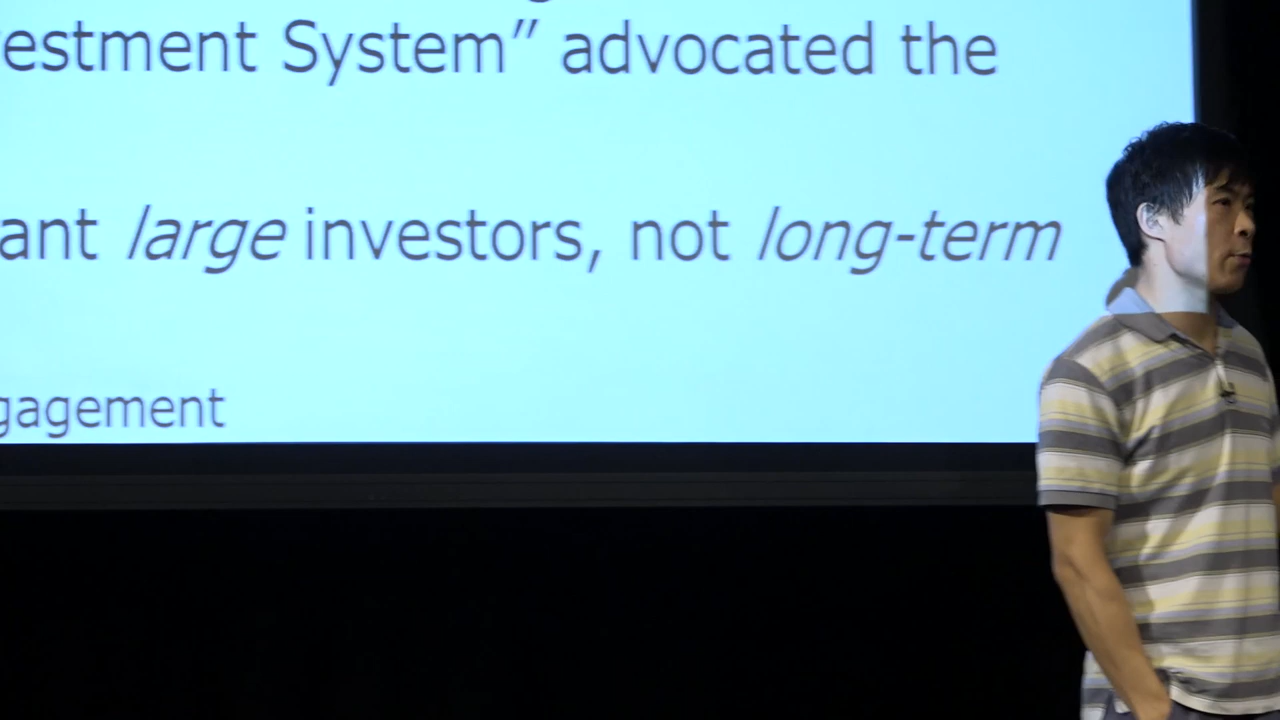 estment System” advocated the
ant large investors, not long-term
gagement